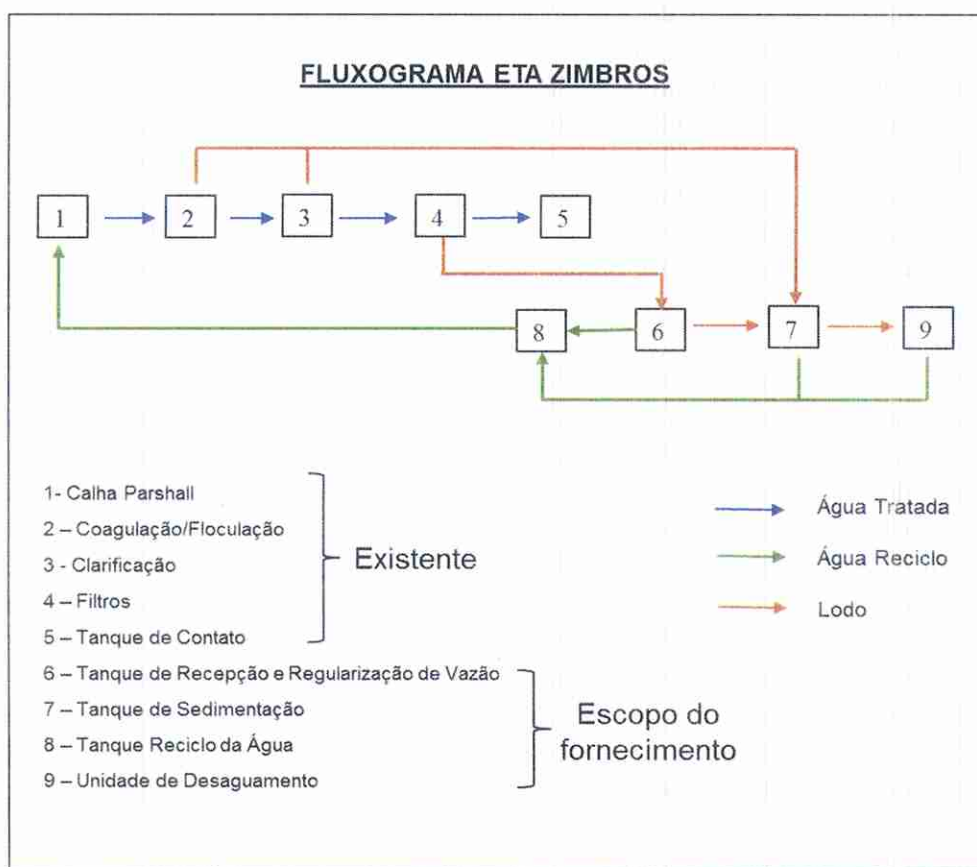 FLUXOGRAMA ETA ZIMBROS
1 2 3 4 5
8 6 7 9
1- Calha Parshall
2 – Coagulação/Floculação
3 - Clarificação
4 – Filtros
5 – Tanque de Contato
Existente
6 – Tanque de Recepção e Regularização de Vazão
7 – Tanque de Sedimentação
8 – Tanque Reciclo da Água
9 – Unidade de Desaguamento
Escopo do
fornecimento
Água Tratada
Água Reciclo
Lodo